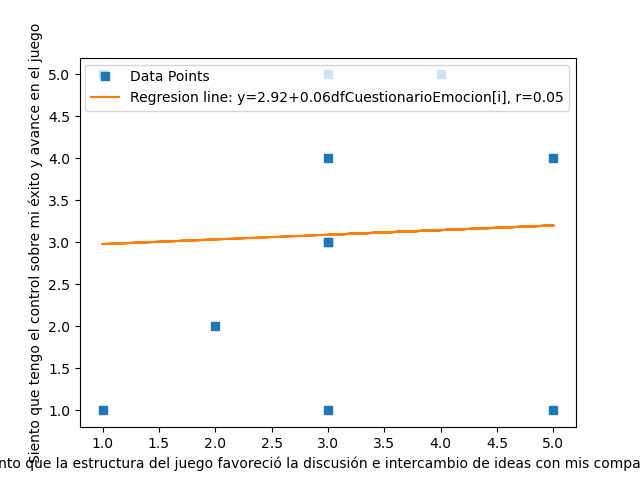 Siento que tengo el control sobre mi éxito y avance en el juego
5.0
4.5
4.0
3.5
3.0
2.5
2.0
1.5
1.0
Data Points
Regresion line: y=2.92+0.06dfCuestionarioEmocion[i], r=0.05
1.0 1.5 2.0 2.5 3.0 3.5 4.0 4.5 5.0
que la estructura del juego favoreció la discusión e intercambio de ideas con mis